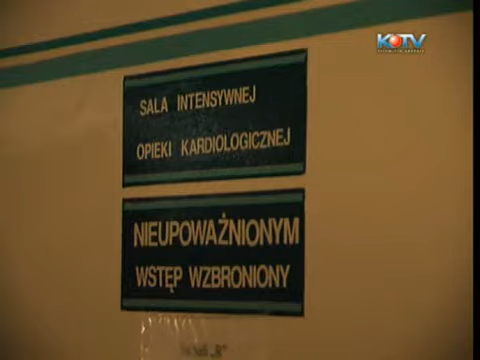 KOTV
SALA INTENSYWNEJ
OPIEKI KARDIOLOGICZNEJ
NIEUPOWAŻNIONYM
WSTĘP WZBRONIONY